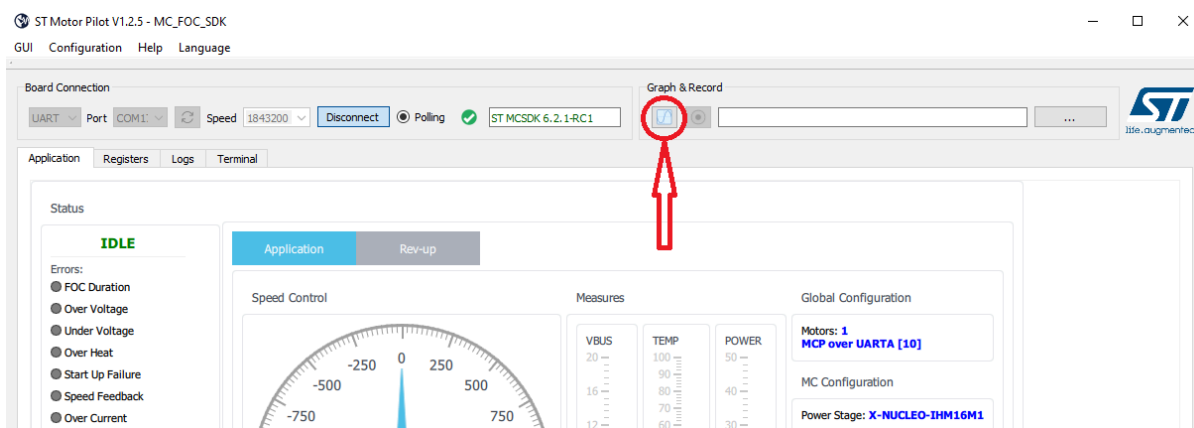 ST Motor Pilot V1.2.5 - MC_FOC_SDK
GUI Configuration Help Language
Board Connection
Graph & Record
UART Port Speed 1843200 Disconnect Polling ST MCSDK 6.2.1-RC1 ...
ST
life.augmented
Application Registers Logs Terminal
Status
IDLE
Errors:
FOC Duration
Over Voltage
Under Voltage
Over Heat
Start Up Failure
Speed Feedback
Over Current
Application Rev-up
Speed Control
-750 -500 -250 0 250 500 750
Measures
VBUS
20
16
12
TEMP
100
90
80
70
60
POWER
50
40
30
Global Configuration
Motors: 1
MCP over UARTA [10]
MC Configuration
Power Stage: X-NUCLEO-IHM16M1